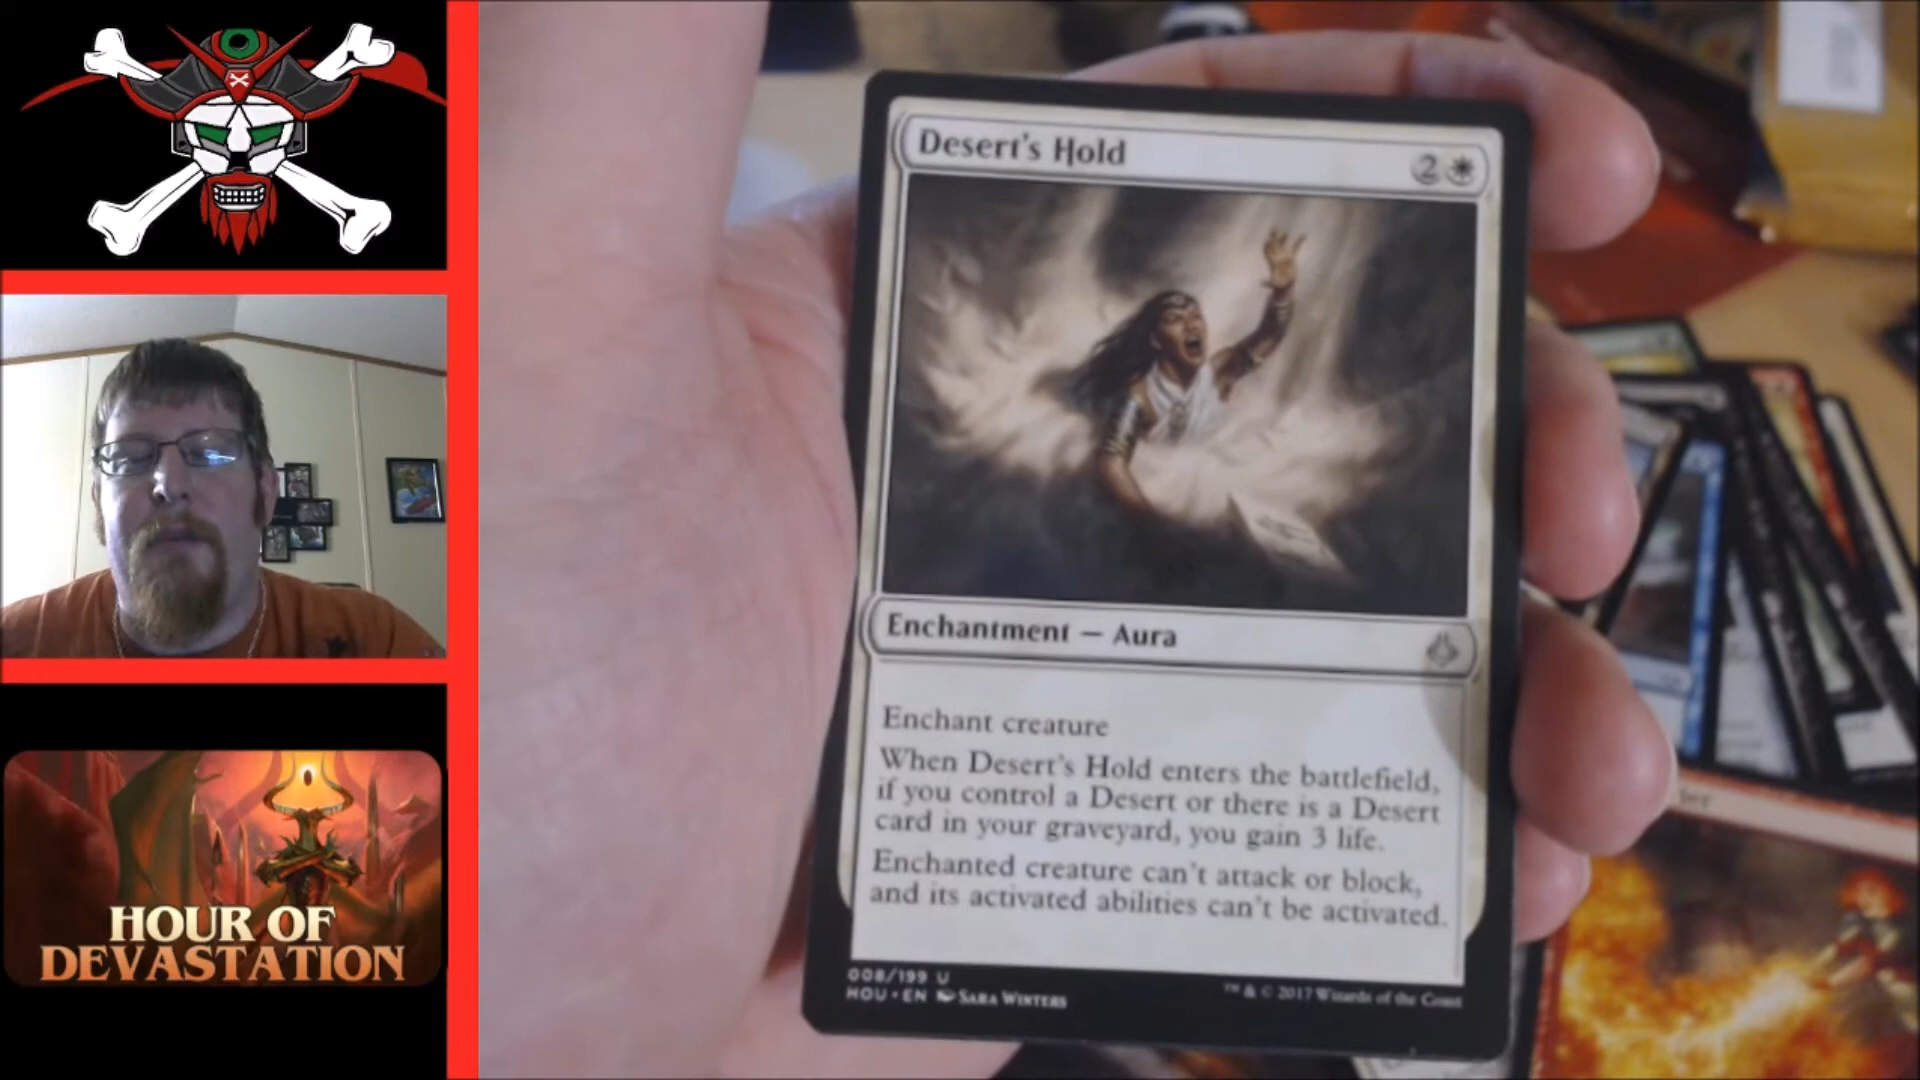 HOUR OF
DEVASTATION
Desert's Hold
2
Enchantment — Aura
Enchant creature
When Desert's Hold enters the battlefield,
if you control a Desert or there is a Desert
card in your graveyard, you gain 3 life.
Enchanted creature can't attack or block,
and its activated abilities can't be activated.
008/199 U
HOU • EN Sara Winters
™ & © 2017 Wizards of the Coast